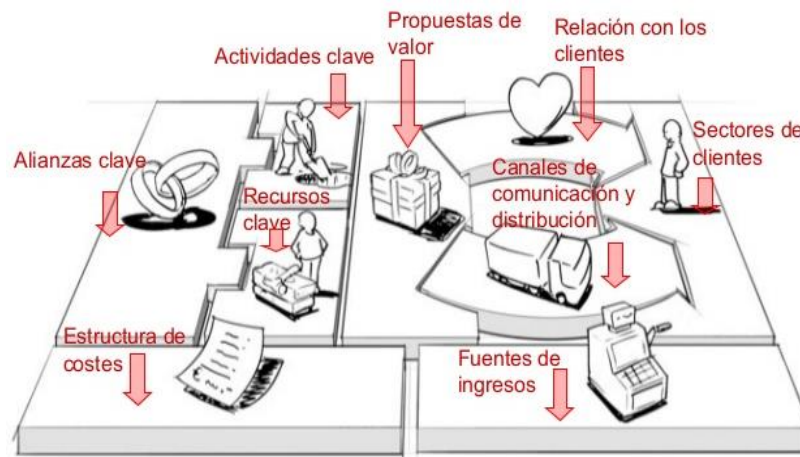 Propuestas de
valor
Relación con los
clientes
Actividades clave
Sectores de
clientes
Alianzas clave
Canales de
comunicación y
distribución
Recursos
clave
Estructura de
costes
Fuentes de
ingresos